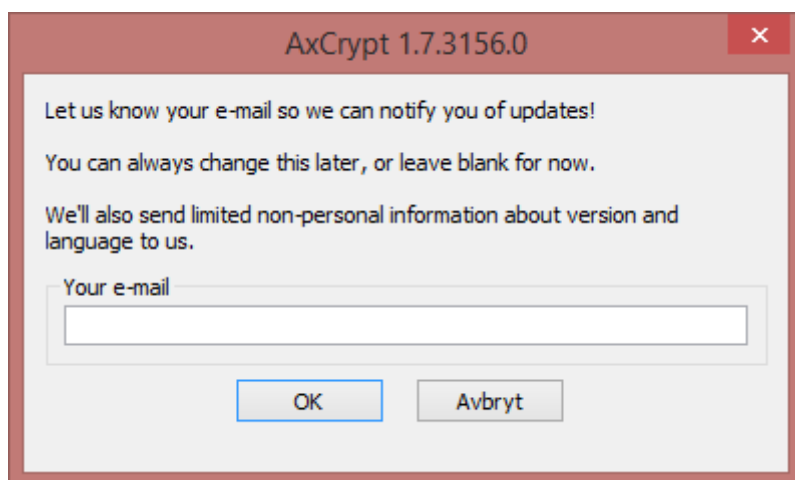 AxCrypt 1.7.3156.0
Let us know your e-mail so we can notify you of updates!
You can always change this later, or leave blank for now.
We'll also send limited non-personal information about version and
language to us.
Your e-mail
OK Avbryt